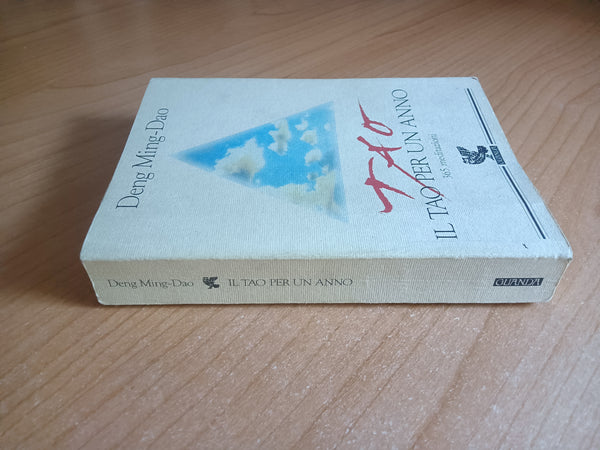 Deng Ming-Dao
TAO
IL TAO PER UN ANNO
365 meditazioni
GUANDA
Deng Ming-Dao IL TAO PER UN ANNO GUANDA